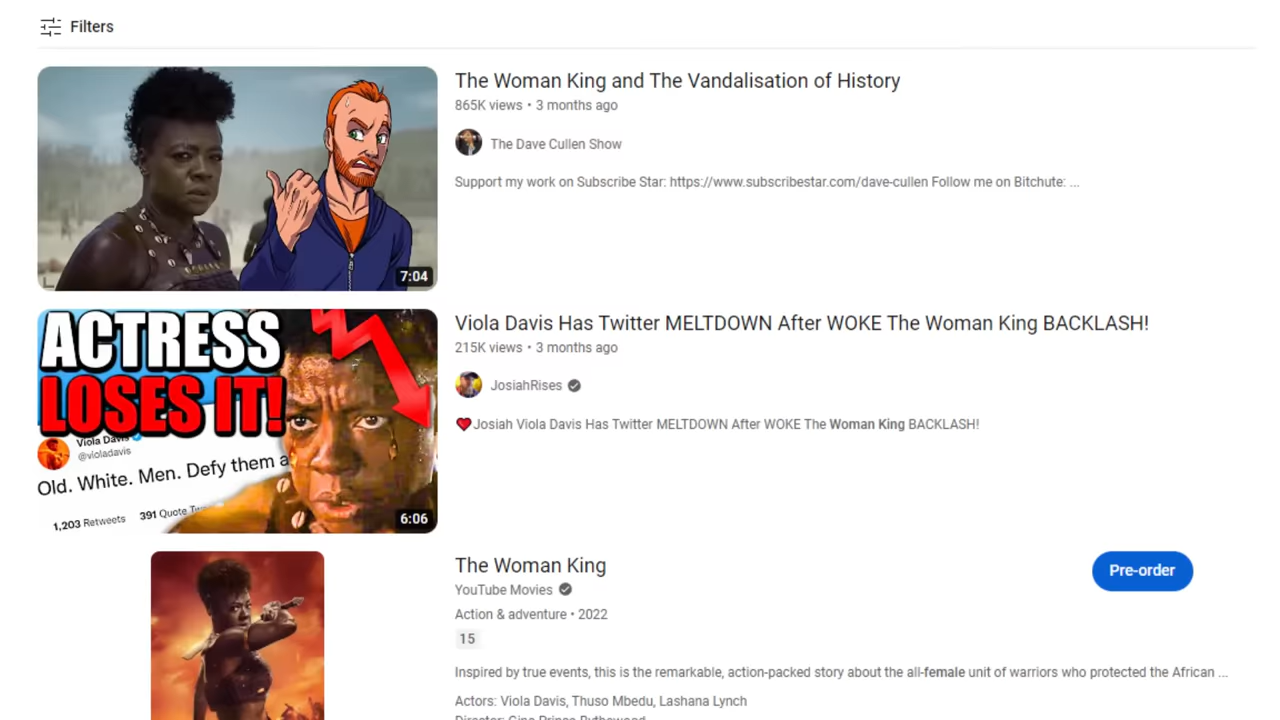 Filters
The Woman King and The Vandalisation of History
865K views • 3 months ago
The Dave Cullen Show
Support my work on Subscribe Star: https://www.subscribestar.com/dave-cullen Follow me on Bitchute: ...
7:04
ACTRESS
LOSES IT!
Viola Davis
@violadavis
Old. White. Men. Defy them a
1,203 Retweets 391 Quote Tw
6:06
Viola Davis Has Twitter MELTDOWN After WOKE The Woman King BACKLASH!
215K views • 3 months ago
JosiahRises
❤️Josiah Viola Davis Has Twitter MELTDOWN After WOKE The Woman King BACKLASH!
The Woman King
Pre-order
YouTube Movies
Action & adventure • 2022
15
Inspired by true events, this is the remarkable, action-packed story about the all-female unit of warriors who protected the African ...
Actors: Viola Davis, Thuso Mbedu, Lashana Lynch